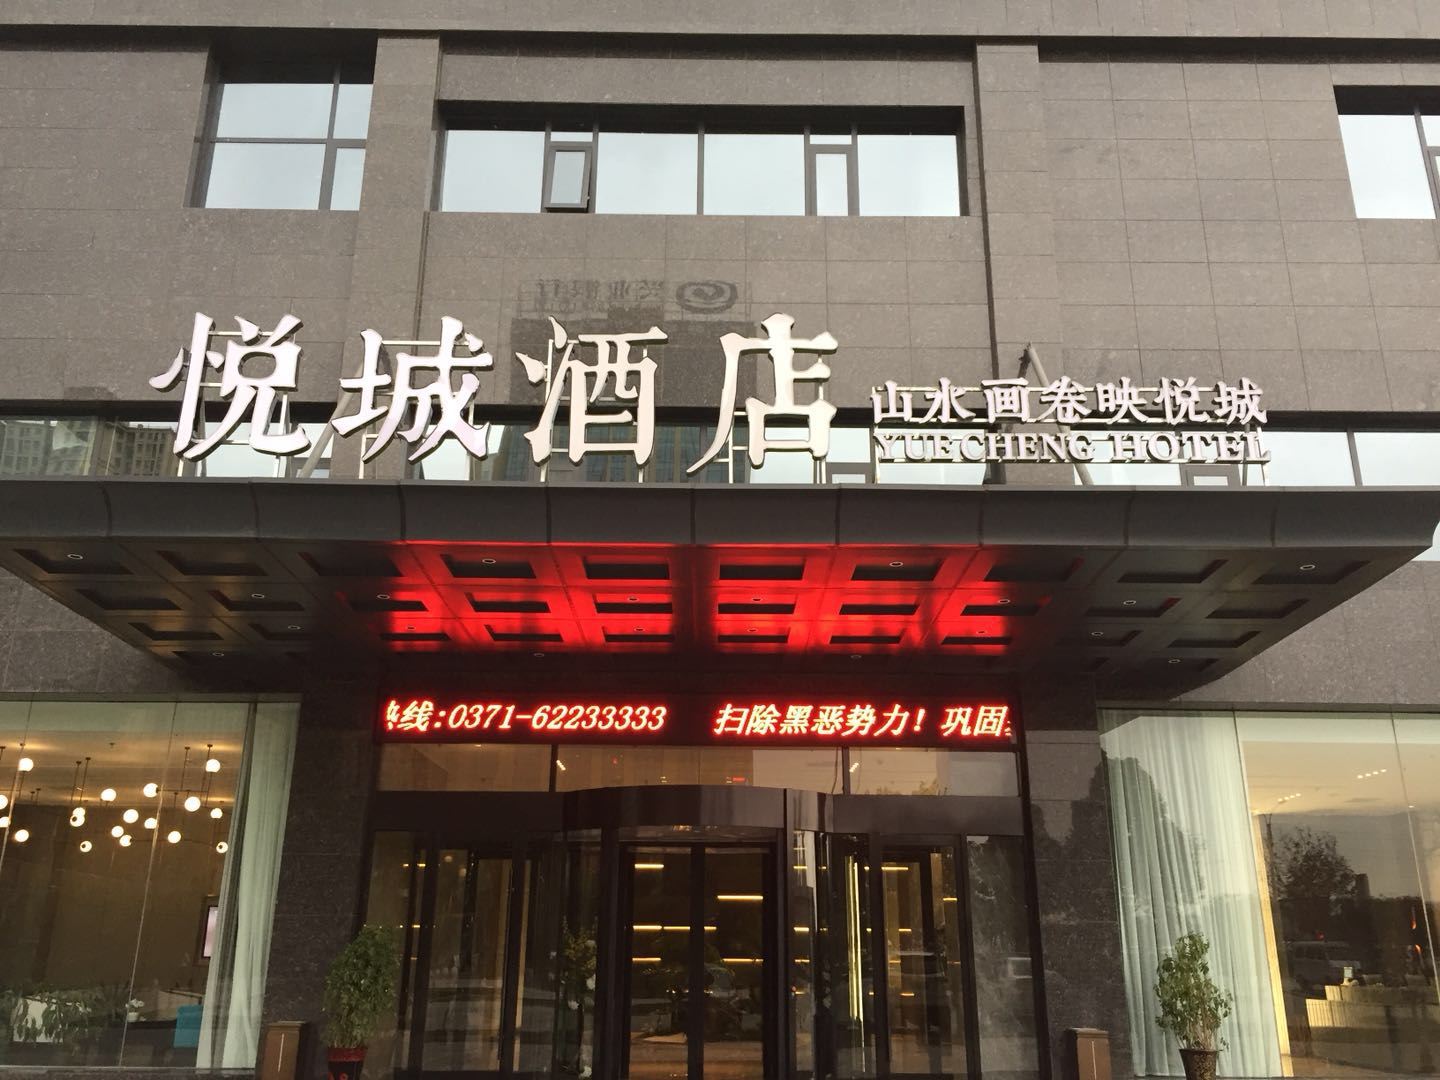 悦城酒店
山水画卷映悦城
YUECHENG HOTEL
热线:0371-62233333 扫除黑恶势力！巩固